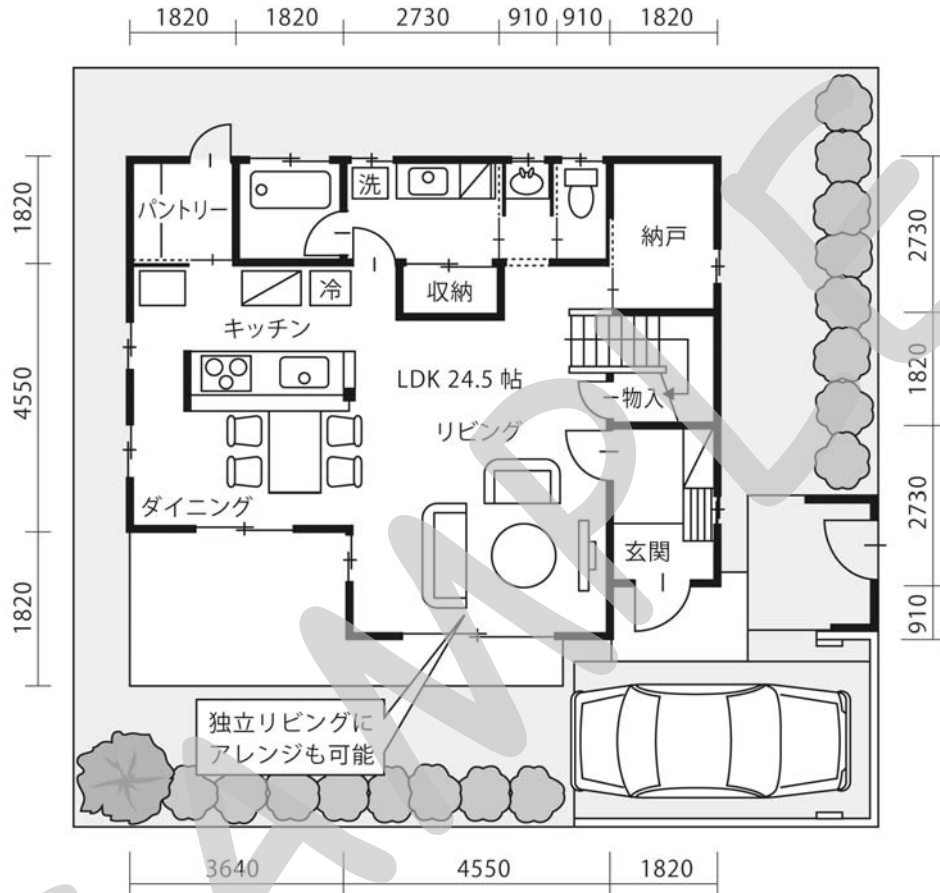 1820 1820 2730 910 910 1820
1820
4550
1820
2730
1820
2730
910
パントリー
洗
納戸
冷
収納
キッチン
LDK 24.5 帖
物入
リビング
ダイニング
玄関
独立リビングに
アレンジも可能
3640 4550 1820
SAMPLE